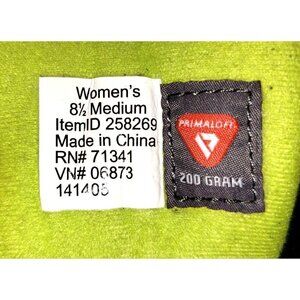 Women's
8½ Medium
ItemID 258269
Made in China
RN# 71341
VN# 06873
141405
PRIMALOFT
200 GRAM